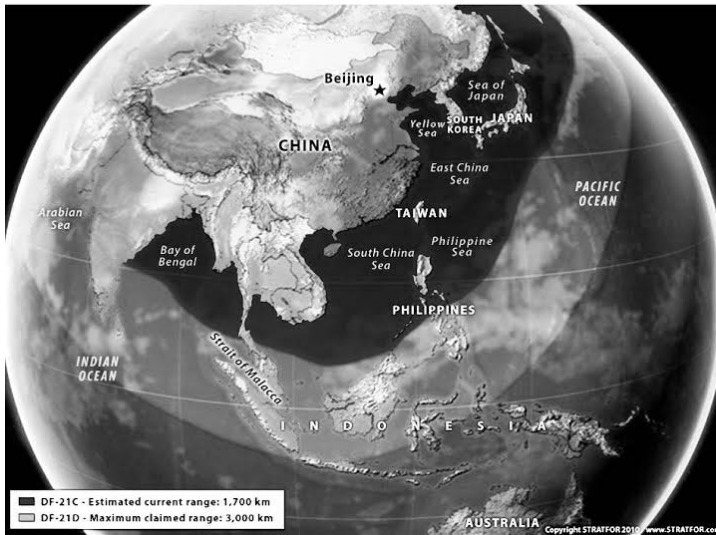 Beijing
Sea of
Japan
Yellow
Sea
SOUTH
KOREA
JAPAN
CHINA
East China
Sea
PACIFIC
OCEAN
Arabian
Sea
TAIWAN
Bay of
Bengal
South China
Sea
Philippine
Sea
PHILIPPINES
Strait of Malacca
INDIAN
OCEAN
INDONESIA
DF-21C - Estimated current range: 1,700 km
DF-21D - Maximum claimed range: 3,000 km
AUSTRALIA
Copyright STRATFOR 2010 www.STRATFOR.com